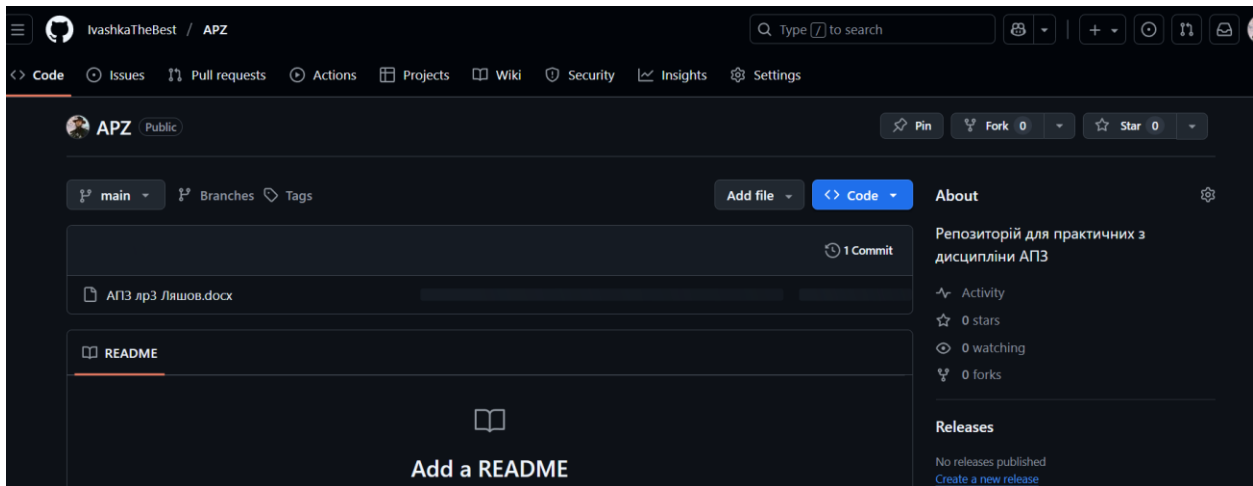 IvashkaTheBest / APZ
Type / to search
Code Issues Pull requests Actions Projects Wiki Security Insights Settings
APZ Public
Pin Fork 0 Star 0
main Branches Tags
Add file Code
1 Commit
АПЗ лр3 Ляшов.docx
README
Add a README
About
Репозиторій для практичних з
дисципліни АПЗ
Activity
0 stars
0 watching
0 forks
Releases
No releases published
Create a new release